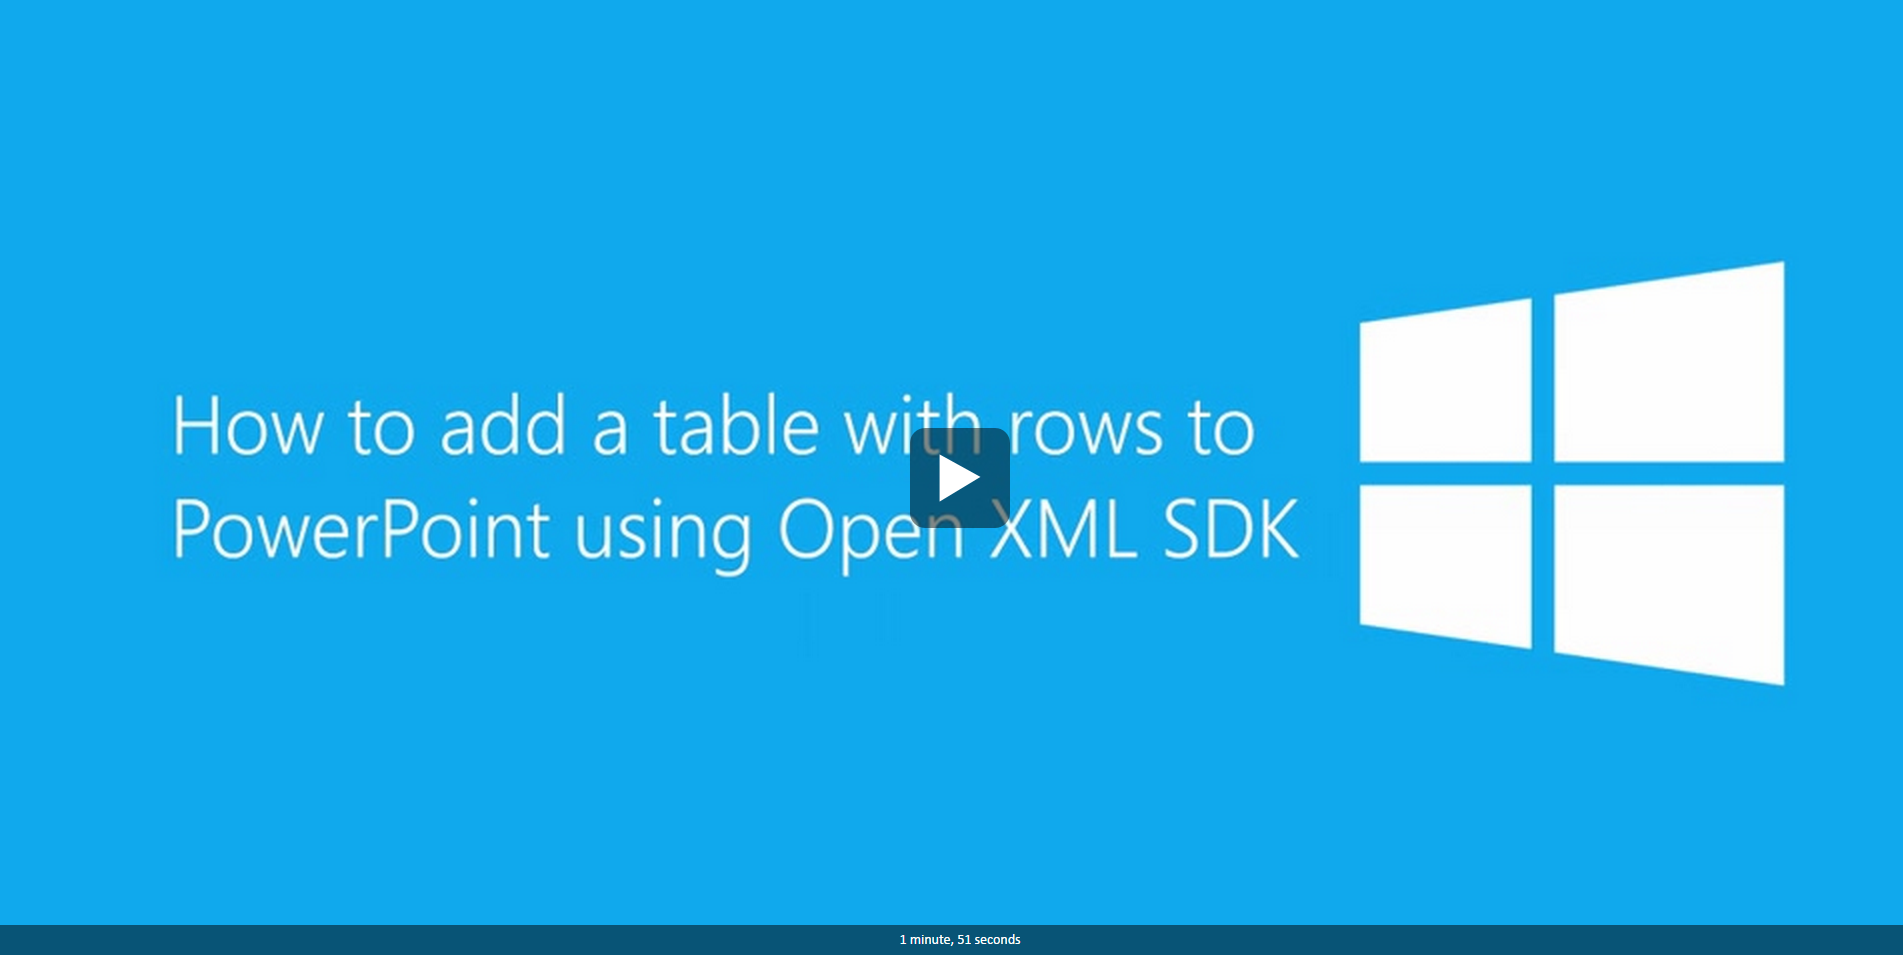 How to add a table with rows to
PowerPoint using Open XML SDK
1 minute, 51 seconds